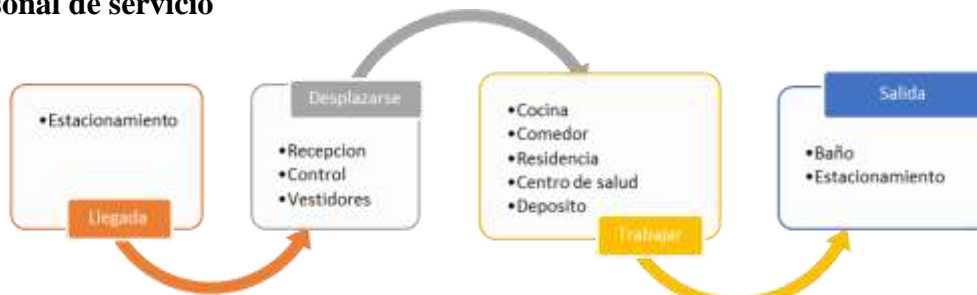 sonal de servicio
•Estacionamiento
Llegada
Desplazarse
•Recepcion
•Control
•Vestidores
•Cocina
•Comedor
•Residencia
•Centro de salud
•Deposito
Trabajar
Salida
•Baño
•Estacionamiento